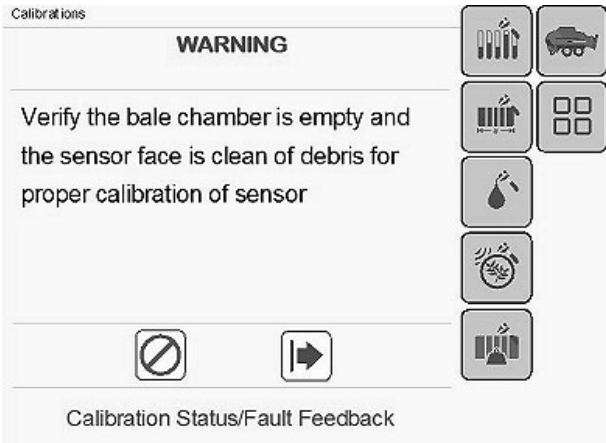 Calibrations
WARNING
Verify the bale chamber is empty and
the sensor face is clean of debris for
proper calibration of sensor
Calibration Status/Fault Feedback